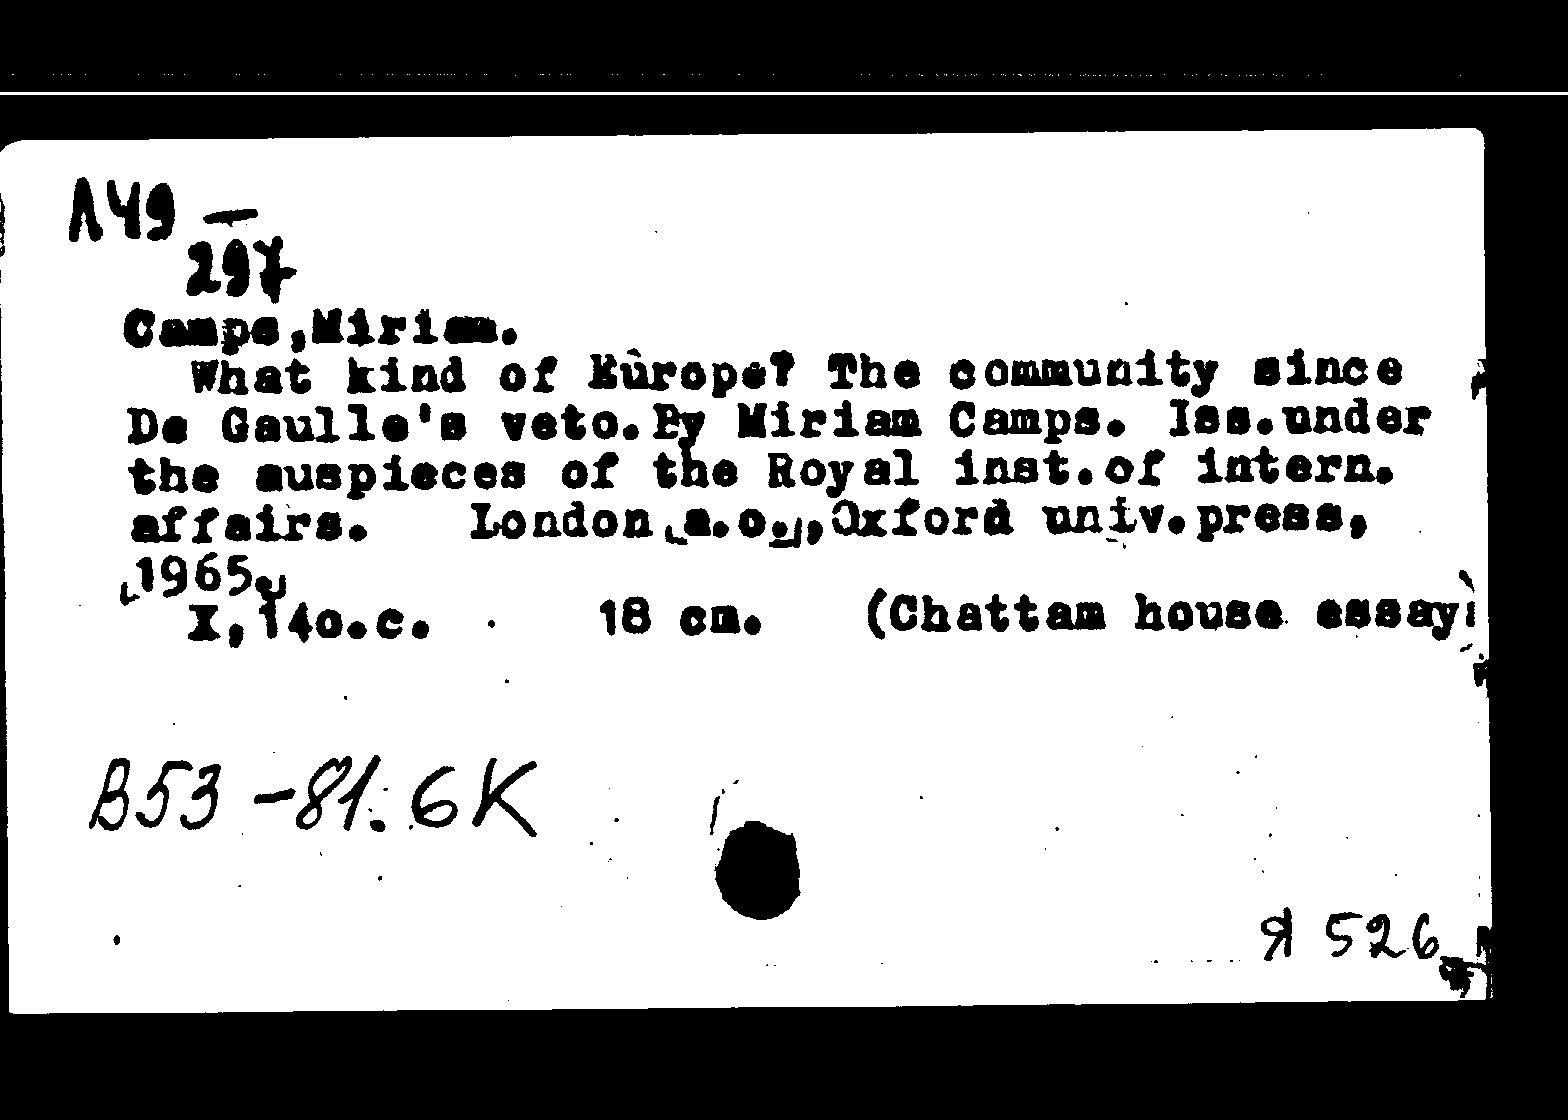 Л49 —
297
Camps,Miriam.
What kind of Europe? The community since
De Gaulle's veto.By Miriam Camps. Iss.under
the auspieces of the Royal inst.of intern.
affairs. London [a.o.],Oxford univ.press,
[1965.]
X,140.c. 18 cm. (Chattam house essay)
B53-81.6K
Я 526